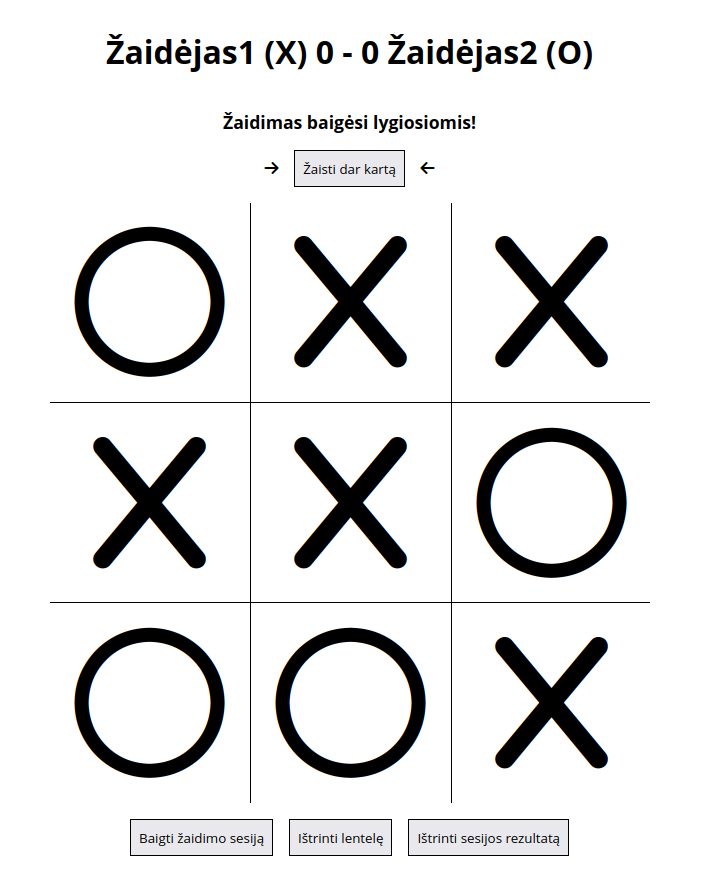 Žaidėjas1 (X) 0 - 0 Žaidėjas2 (O)
Žaidimas baigėsi lygiosiomis!
→ Žaisti dar kartą ←
O X X
X X O
O O X
Baigti žaidimo sesiją Ištrinti lentelę Ištrinti sesijos rezultatą